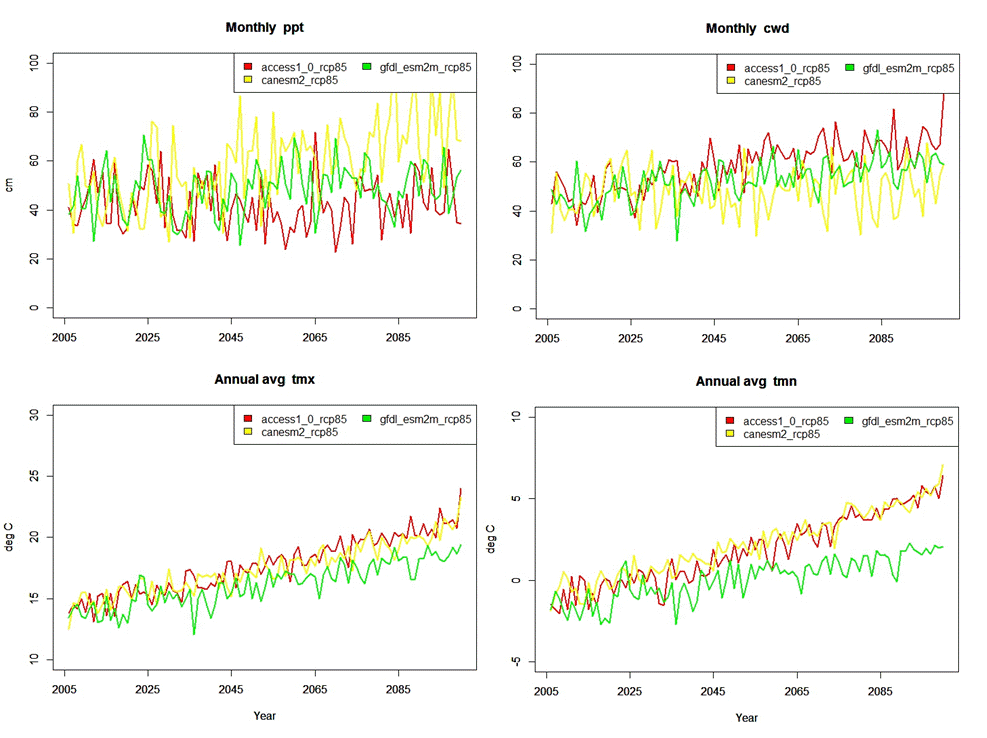 Monthly ppt
access1_0_rcp85 gfdl_esm2m_rcp85
canesm2_rcp85
cm
100
80
60
40
20
0
2005 2025 2045 2065 2085
Monthly cwd
access1_0_rcp85 gfdl_esm2m_rcp85
canesm2_rcp85
100
80
60
40
20
0
2005 2025 2045 2065 2085
Annual avg tmx
access1_0_rcp85 gfdl_esm2m_rcp85
canesm2_rcp85
deg C
30
25
20
15
10
2005 2025 2045 2065 2085
Year
Annual avg tmn
access1_0_rcp85 gfdl_esm2m_rcp85
canesm2_rcp85
deg C
10
5
0
-5
2005 2025 2045 2065 2085
Year